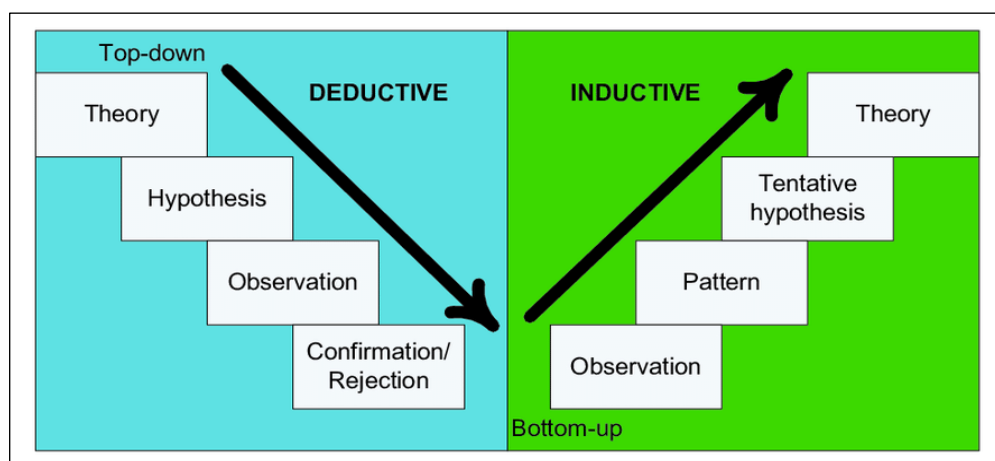 Top-down
DEDUCTIVE
Theory
Hypothesis
Observation
Confirmation/
Rejection
INDUCTIVE
Theory
Tentative
hypothesis
Pattern
Observation
Bottom-up